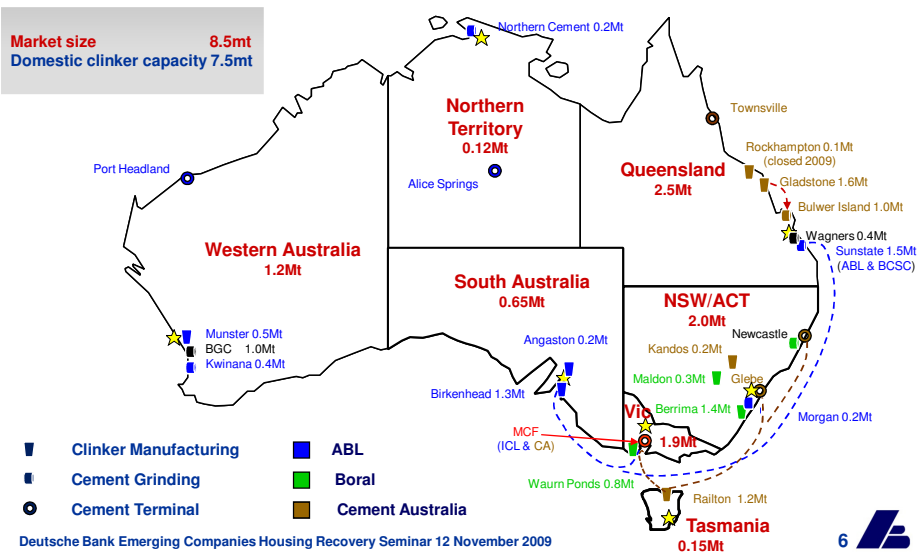 Market size 8.5mt
Domestic clinker capacity 7.5mt
Northern Cement 0.2Mt
Northern
Territory
0.12Mt
Townsville
Port Headland
Alice Springs
Queensland
2.5Mt
Rockhampton 0.1Mt
(closed 2009)
Gladstone 1.6Mt
Bulwer Island 1.0Mt
Wagners 0.4Mt
Sunstate 1.5Mt
(ABL & BCSC)
Western Australia
1.2Mt
South Australia
0.65Mt
NSW/ACT
2.0Mt
Munster 0.5Mt
BGC 1.0Mt
Kwinana 0.4Mt
Angaston 0.2Mt
Birkenhead 1.3Mt
Newcastle
Kandos 0.2Mt
Maldon 0.3Mt
Glebe
Berrima 1.4Mt
Morgan 0.2Mt
Vic
1.9Mt
MCF
(ICL & CA)
Waurn Ponds 0.8Mt
Railton 1.2Mt
Tasmania
0.15Mt
Clinker Manufacturing
Cement Grinding
Cement Terminal
ABL
Boral
Cement Australia
Deutsche Bank Emerging Companies Housing Recovery Seminar 12 November 2009
6